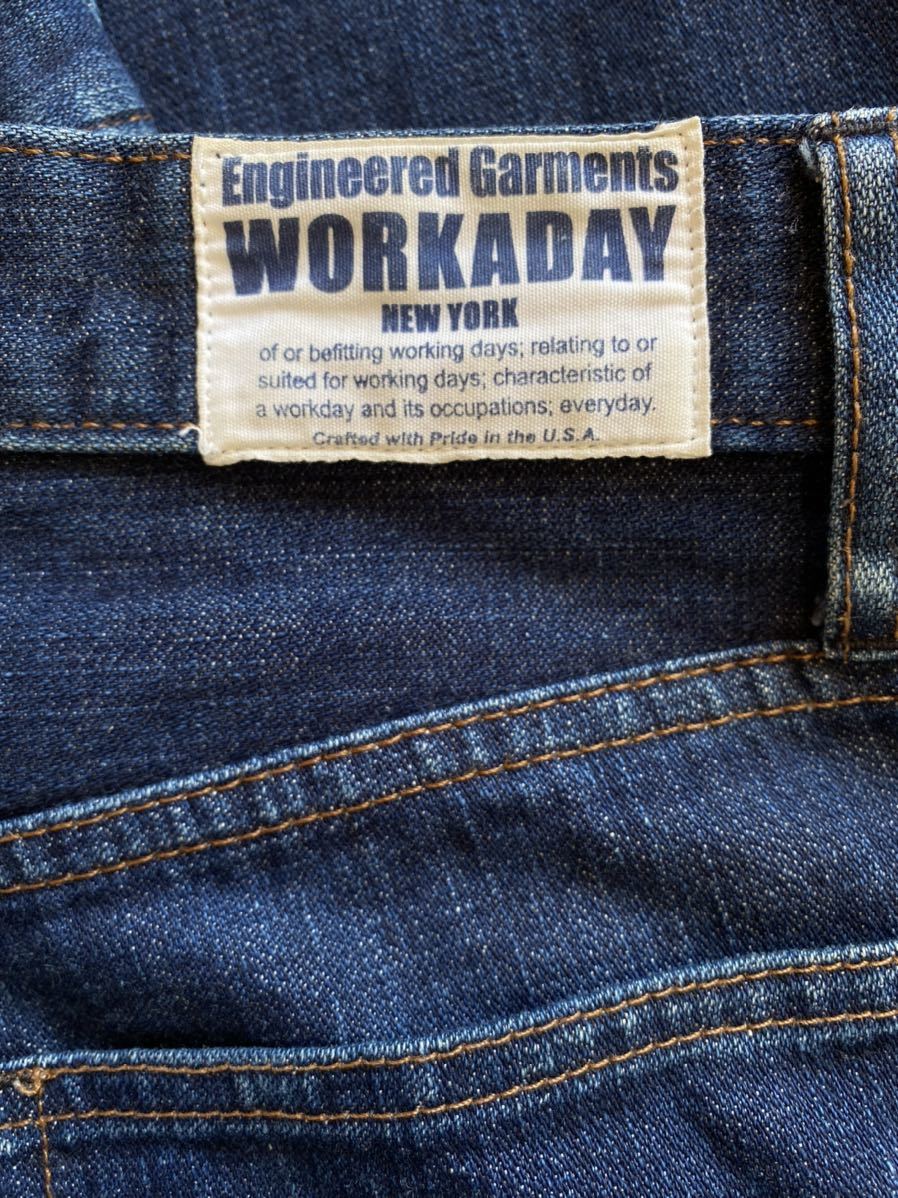 Engineered Garments
WORKADAY
NEW YORK
of or befitting working days; relating to or
suited for working days; characteristic of
a workday and its occupations; everyday.
Crafted with Pride in the U.S.A.